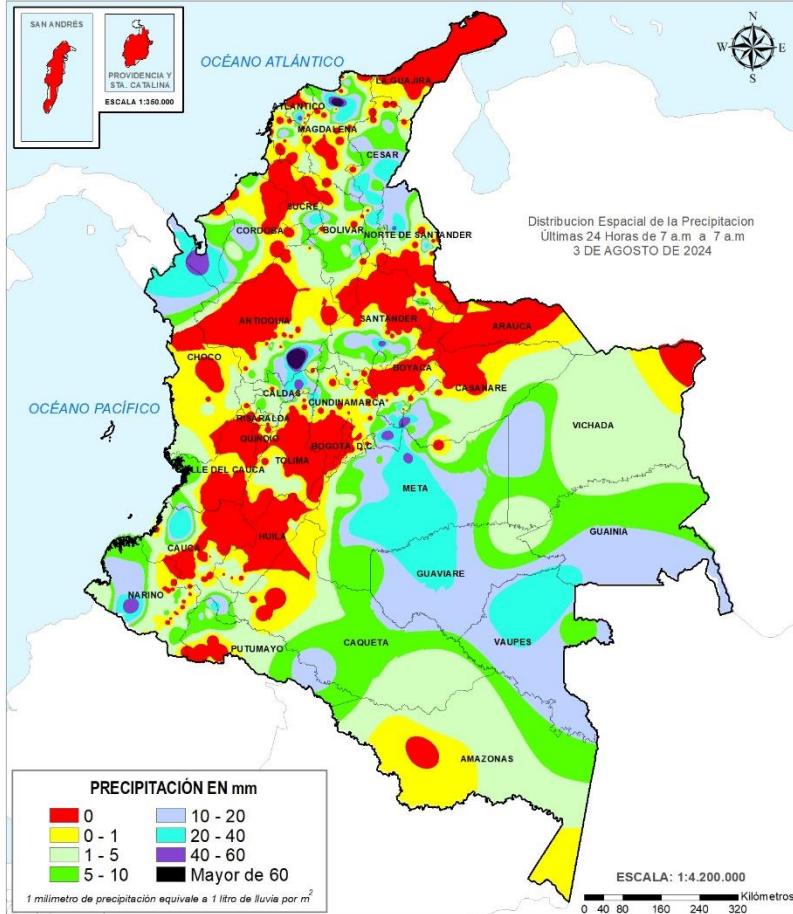 SAN ANDRÉS
PROVIDENCIA Y
STA. CATALINA
ESCALA 1:350.000
OCÉANO ATLÁNTICO
N
W
E
S
LA GUAJIRA
ATLANTICO
MAGDALENA
CESAR
SUCRE
CORDOBA
BOLIVAR
NORTE DE SANTANDER
Distribucion Espacial de la Precipitacion
Últimas 24 Horas de 7 a.m a 7 a.m
3 DE AGOSTO DE 2024
ANTIOQUIA
SANTANDER
ARAUCA
CHOCO
BOYACA
CASANARE
CALDAS
CUNDINAMARCA
OCÉANO PACÍFICO
RISARALDA
VICHADA
QUINDIO
BOGOTA, D.C.
TOLIMA
VALLE DEL CAUCA
META
GUAINIA
HUILA
CAUCA
GUAVIARE
NARIÑO
VAUPES
CAQUETA
PUTUMAYO
AMAZONAS
PRECIPITACIÓN EN mm
0
10 - 20
0 - 1
20 - 40
1 - 5
40 - 60
5 - 10
Mayor de 60
1 milimetro de precipitación equivale a 1 litro de lluvia por m²
ESCALA: 1:4.200.000
Kilómetros
0 40 80 160 240 320